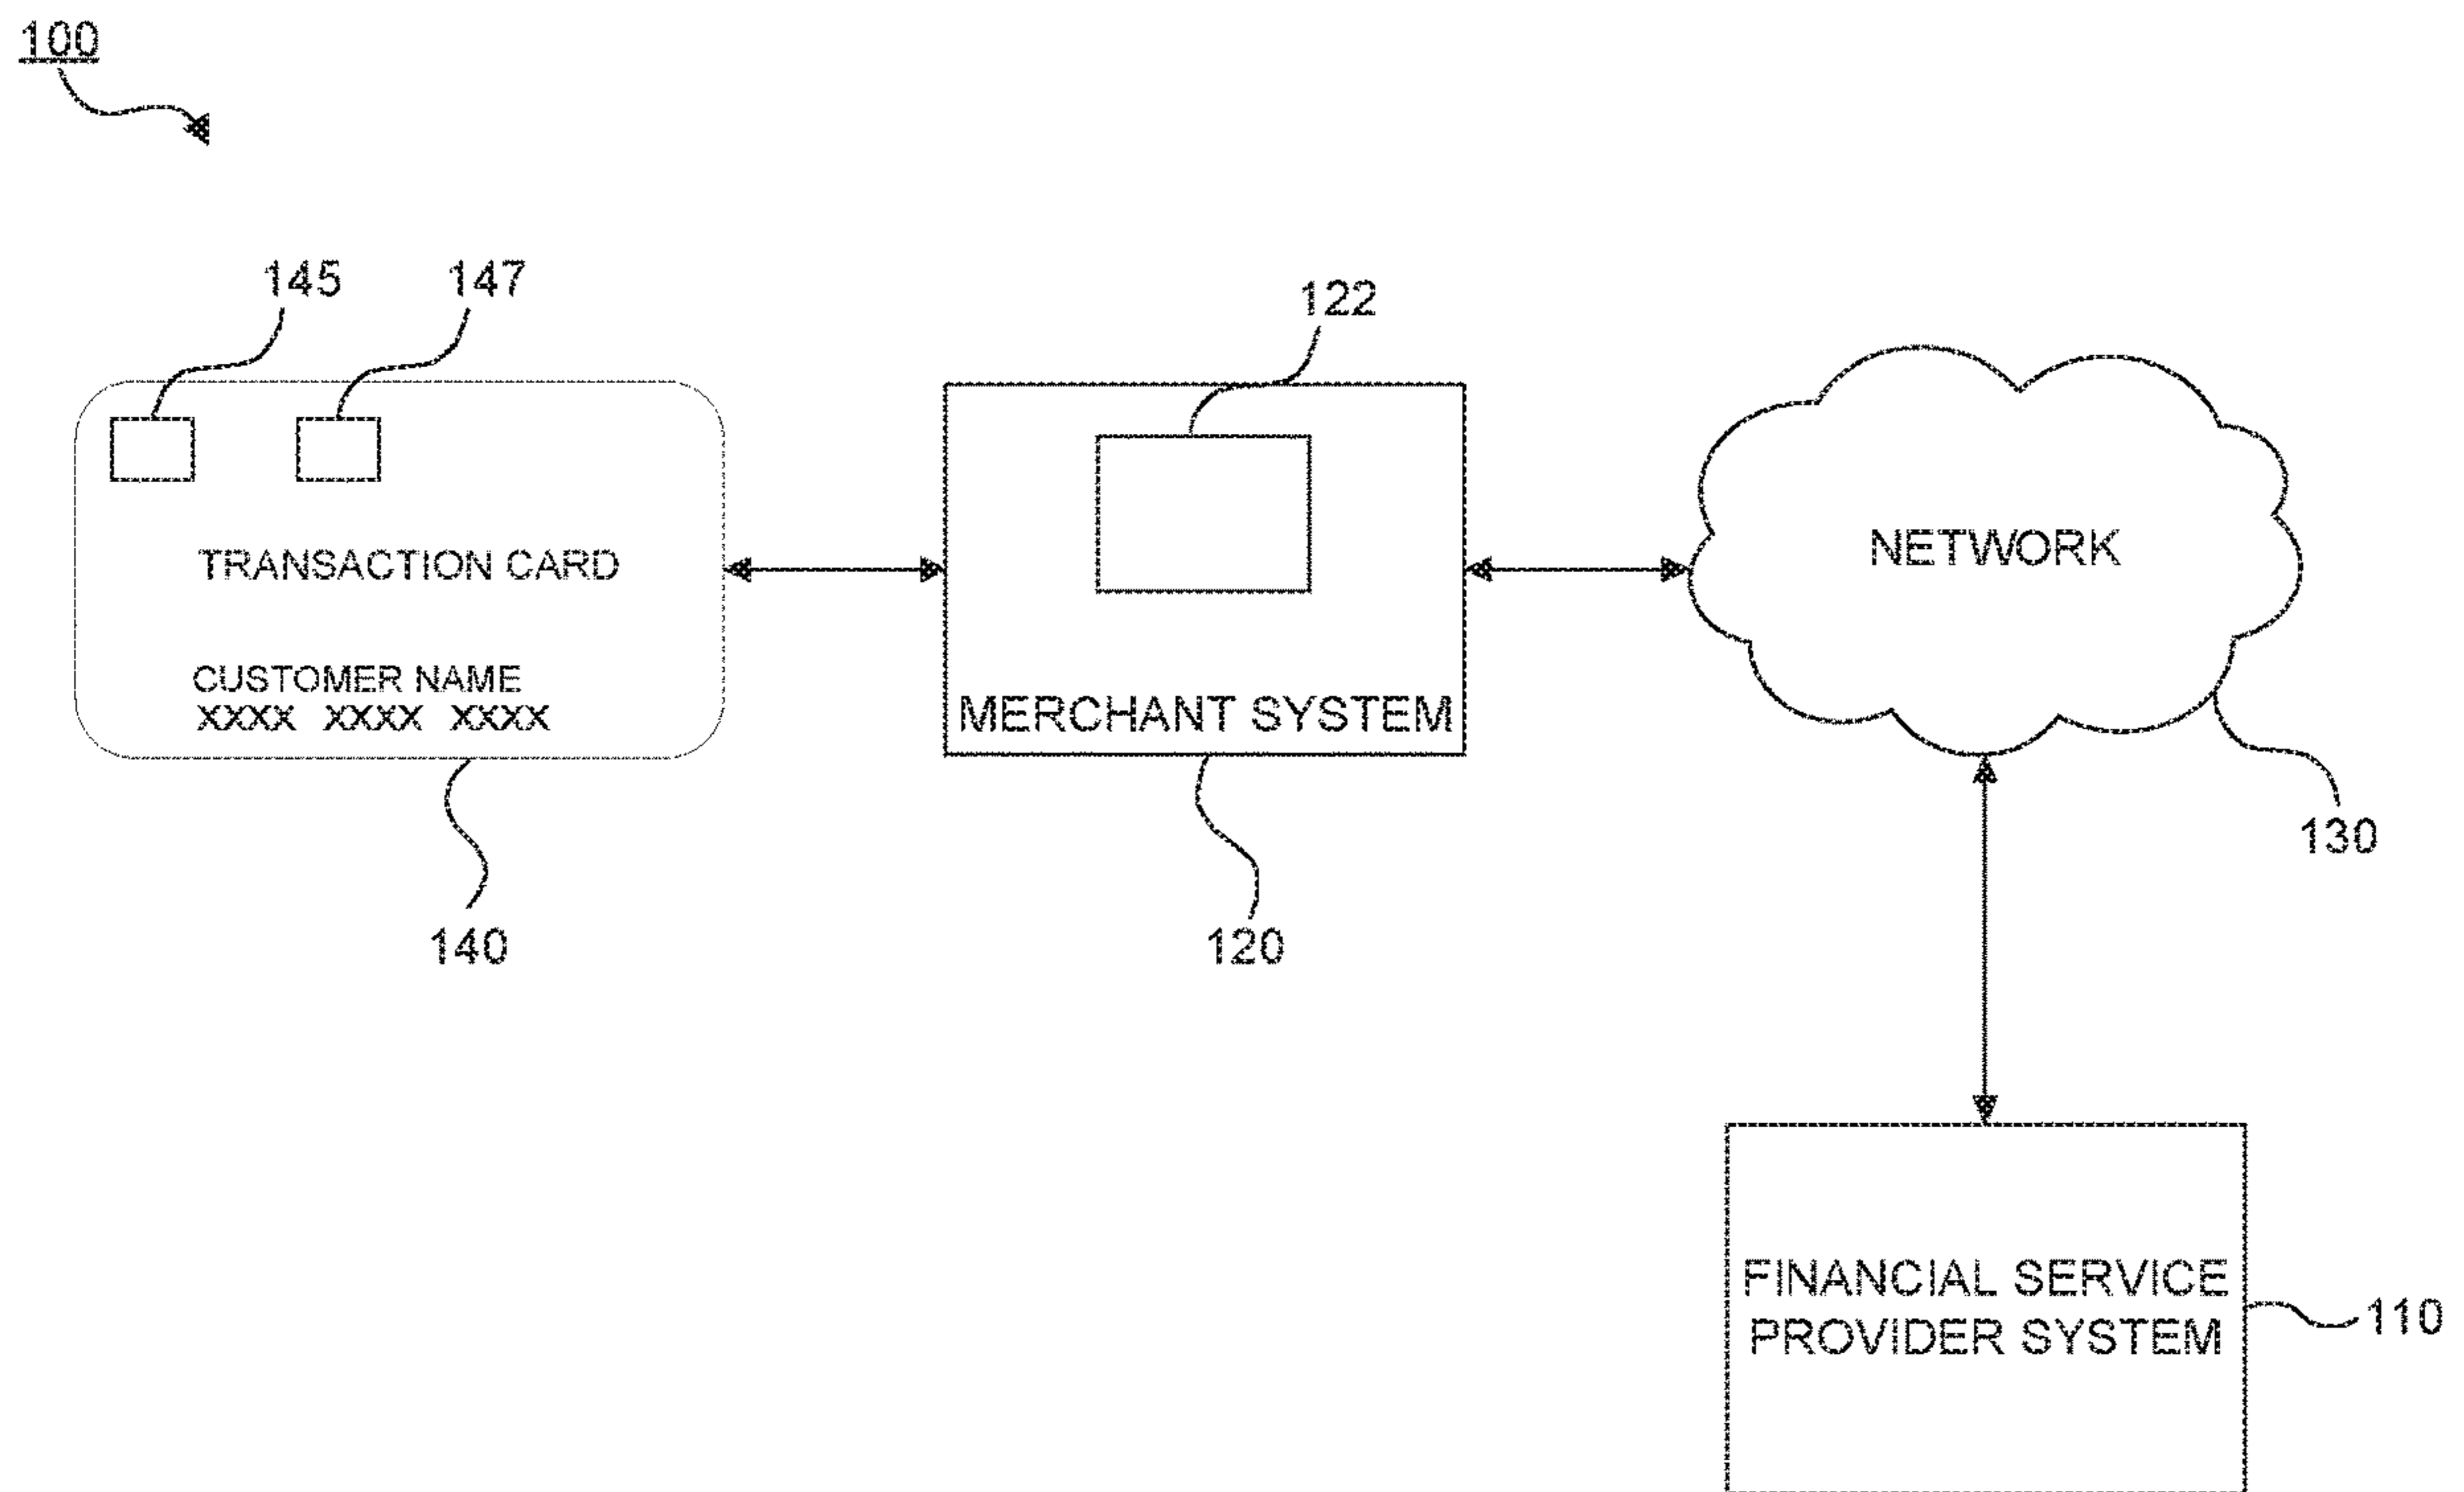 100
145
147
122
TRANSACTION CARD
CUSTOMER NAME
XXXX XXXX XXXX
MERCHANT SYSTEM
NETWORK
130
140
120
FINANCIAL SERVICE
PROVIDER SYSTEM
110